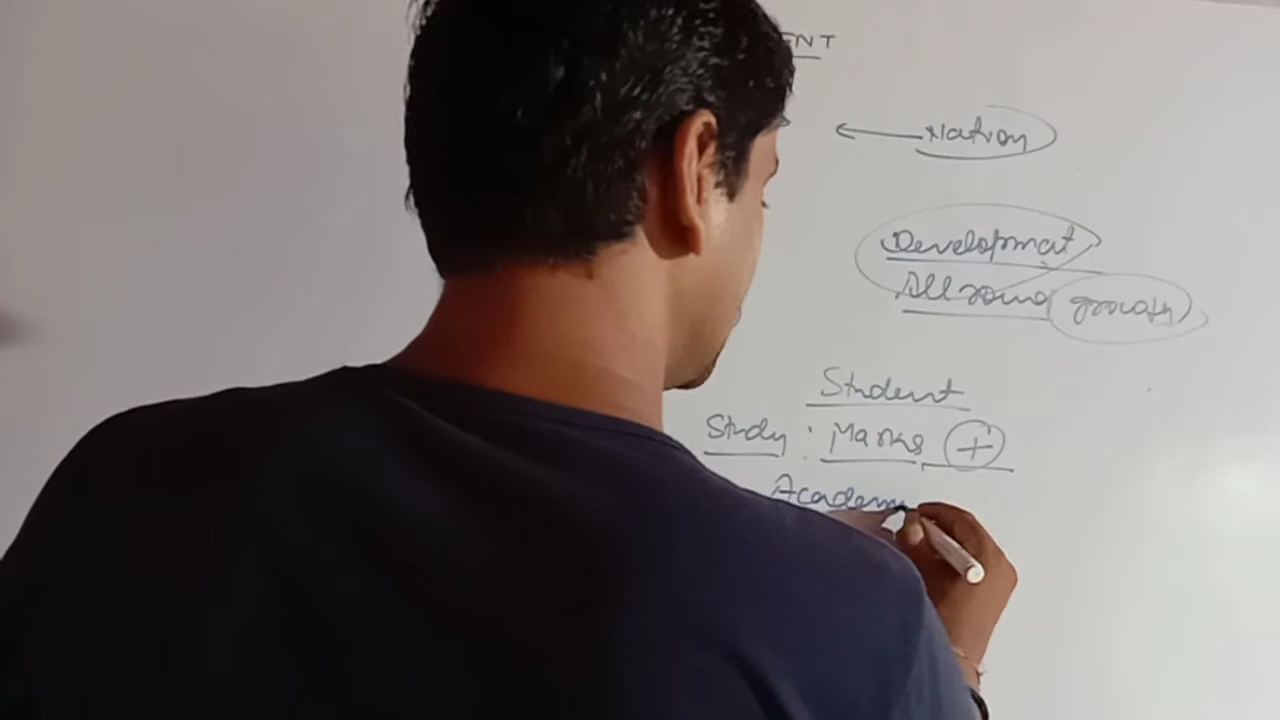 ENT
Nation
Development
All round growth
Student
Study : Marks +
Academ